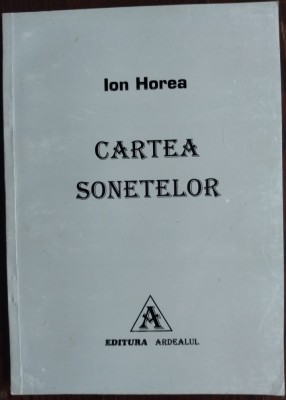 Ion Horea
CARTEA
SONETELOR
A
EDITURA ARDEALUL